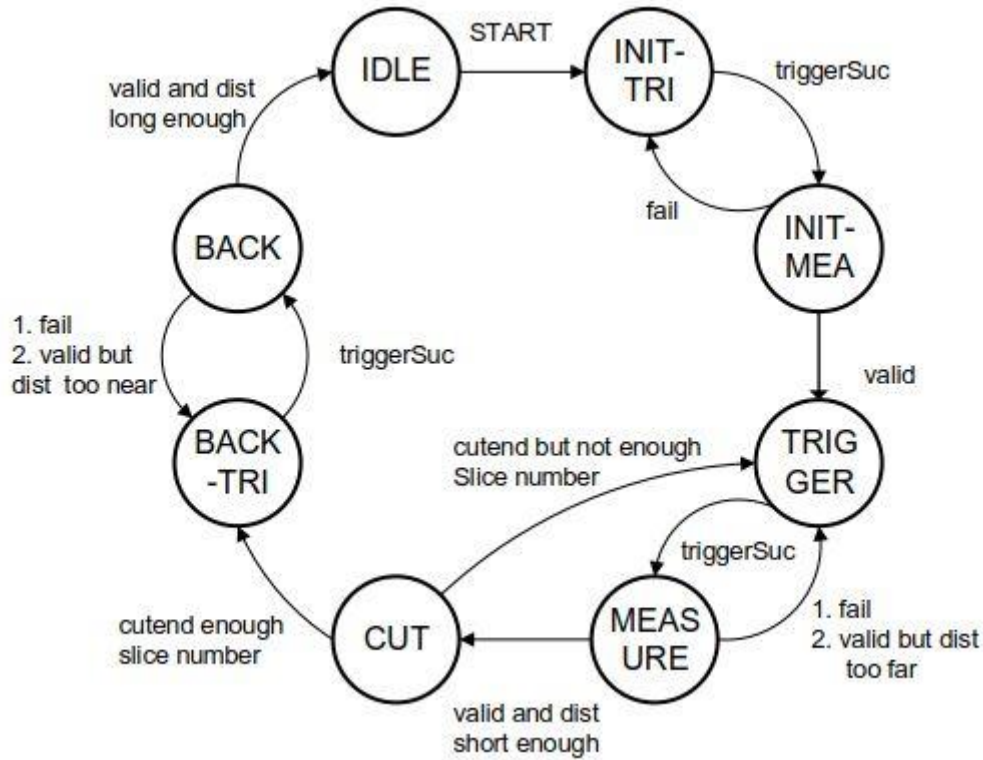 START
IDLE
INIT-
TRI
triggerSuc
valid and dist
long enough
fail
BACK
INIT-
MEA
1. fail
2. valid but
dist too near
triggerSuc
valid
BACK
-TRI
cutend but not enough
Slice number
TRIG
GER
triggerSuc
cutend enough
slice number
CUT
MEAS
URE
1. fail
2. valid but dist
too far
valid and dist
short enough